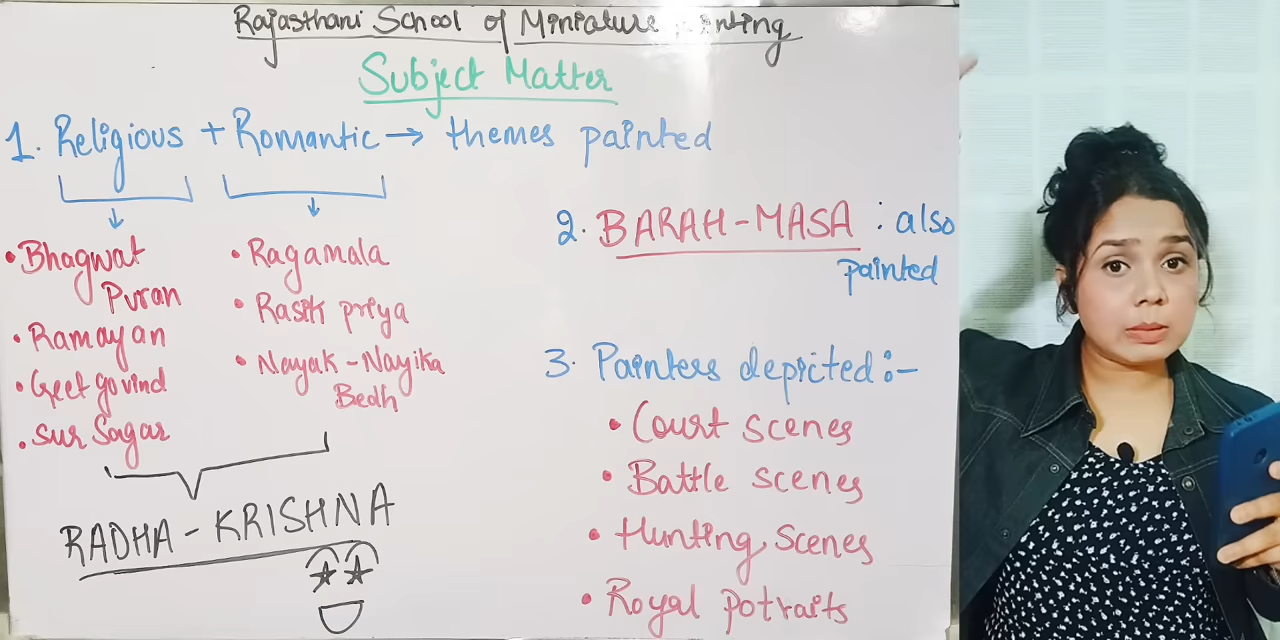 Rajasthani School of Miniature
Subject Matter
1. Religious + Romantic → themes painted
• Bhagwat
Puran
• Ramayan
• Geet govind
• Sur Sagar
• Ragamala
• Rasik priya
• Nayak - Nayika
Bedh
RADHA - KRISHNA
2. BARAH-MASA : also
painted
3. Painters depicted :-
• Court scenes
• Battle scenes
• Hunting scenes
• Royal potraits